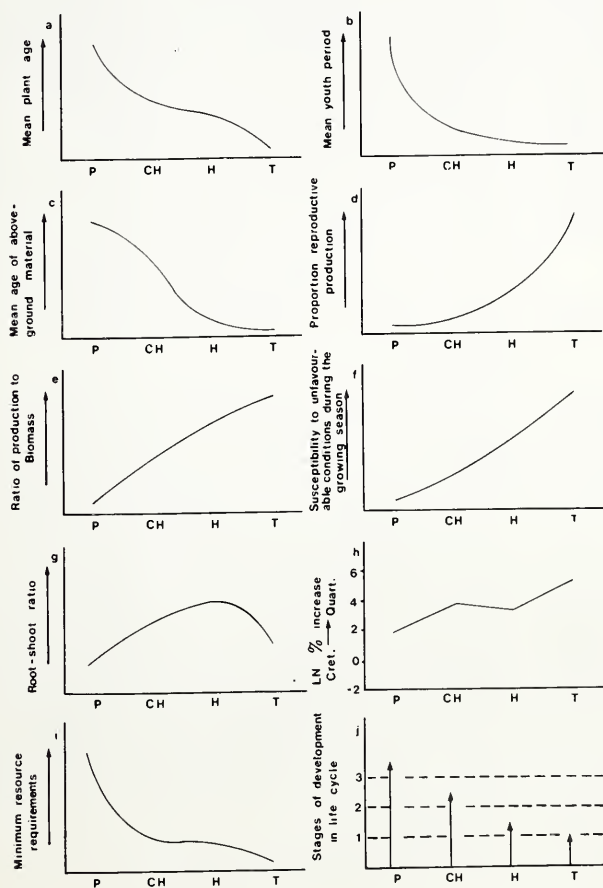 a
Mean plant age
P CH H T
b
Mean youth period
P CH H T
c
Mean age of above-
ground material
P CH H T
d
Proportion reproductive
production
P CH H T
e
Ratio of production to
Biomass
P CH H T
f
Susceptibility to unfavour-
able conditions during the
growing season
P CH H T
g
Root-shoot ratio
P CH H T
h
LN % increase
Cret. → Quart.
6
4
2
0
-2
P CH H T
i
Minimum resource
requirements
P CH H T
j
Stages of development
in life cycle
3
2
1
P CH H T